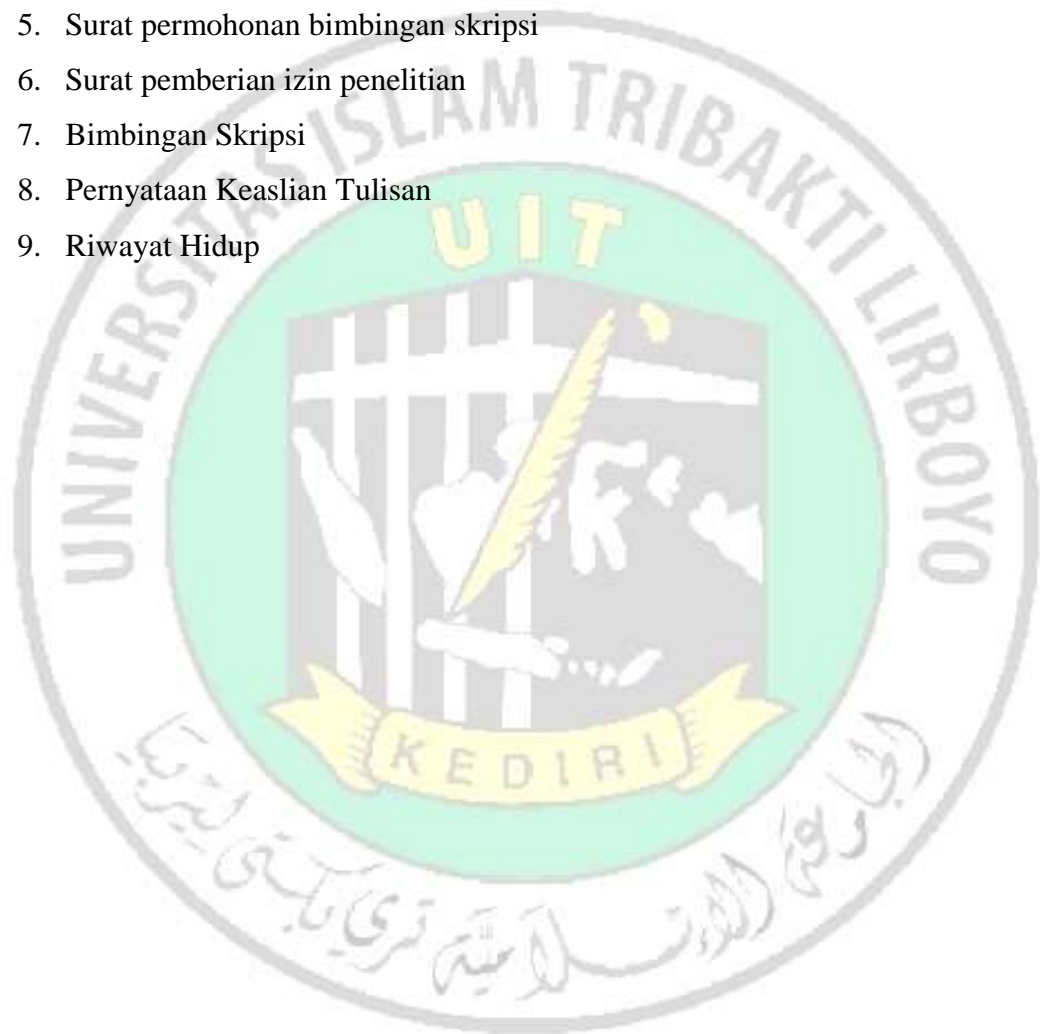 5. Surat permohonan bimbingan skripsi
6. Surat pemberian izin penelitian
7. Bimbingan Skripsi
8. Pernyataan Keaslian Tulisan
9. Riwayat Hidup
UNIVERSITAS ISLAM TRIBAKTI LIRBOYO
UIT
KEDIRI